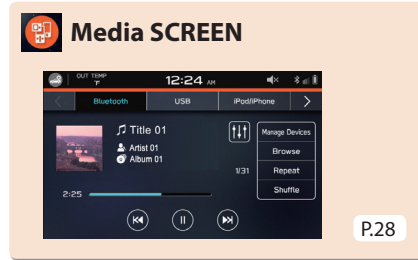 Media SCREEN
OUT TEMP
°F
12:24 AM
Bluetooth USB iPod/iPhone
Title 01
Artist 01
Album 01
1/31
Manage Devices
Browse
Repeat
Shuffle
2:25
P.28